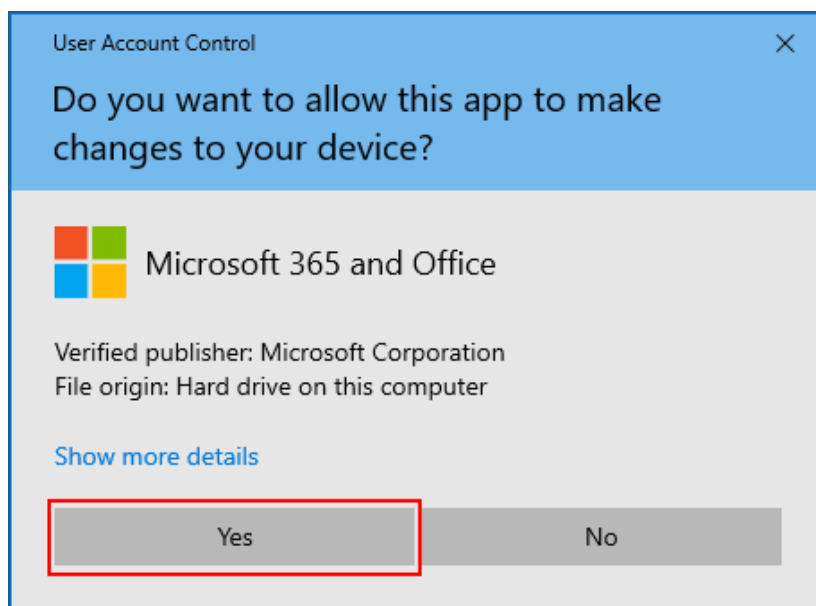 User Account Control
Do you want to allow this app to make
changes to your device?
Microsoft 365 and Office
Verified publisher: Microsoft Corporation
File origin: Hard drive on this computer
Show more details
Yes
No